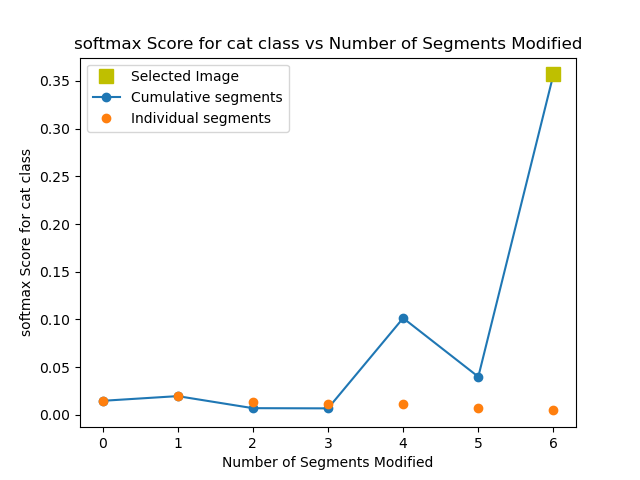 softmax Score for cat class vs Number of Segments Modified
Selected Image
Cumulative segments
Individual segments
softmax Score for cat class
0.35
0.30
0.25
0.20
0.15
0.10
0.05
0.00
0 1 2 3 4 5 6
Number of Segments Modified